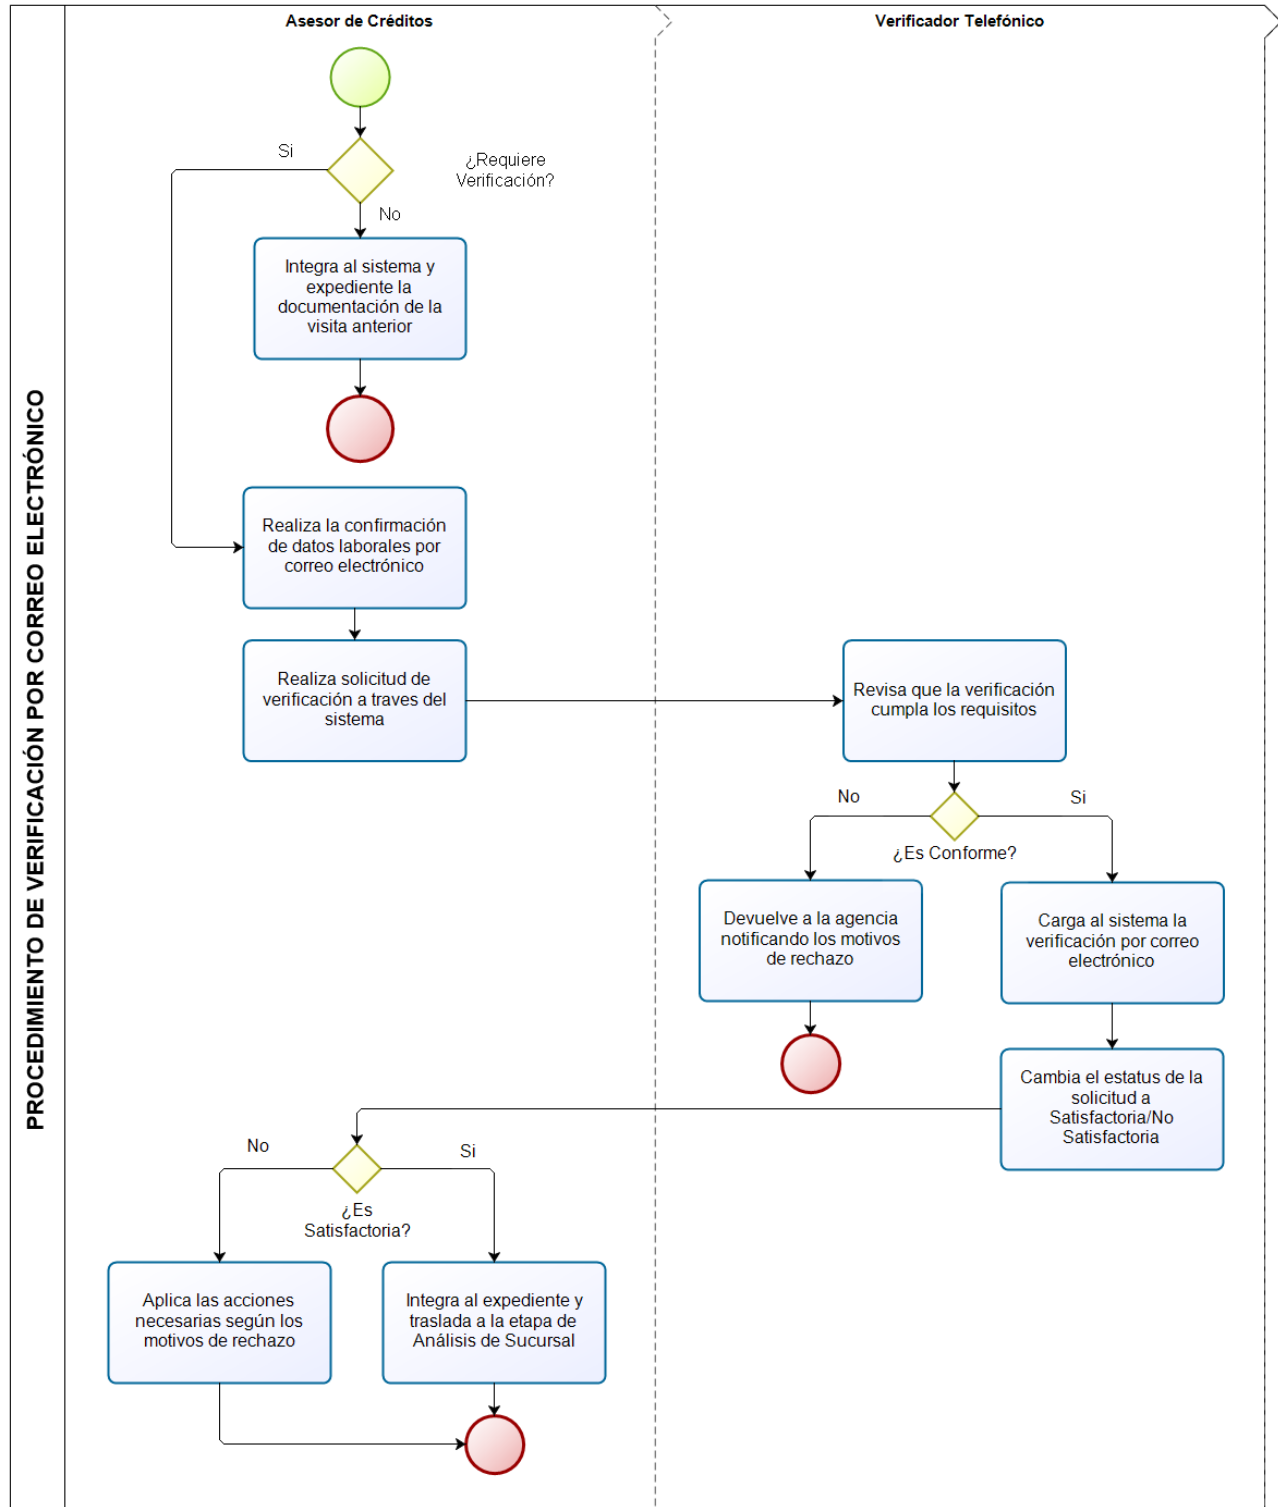 PROCEDIMIENTO DE VERIFICACIÓN POR CORREO ELECTRÓNICO
Asesor de Créditos
Verificador Telefónico
Si
¿Requiere
Verificación?
No
Integra al sistema y
expediente la
documentación de la
visita anterior
Realiza la confirmación
de datos laborales por
correo electrónico
Realiza solicitud de
verificación a traves del
sistema
Revisa que la verificación
cumpla los requisitos
No
Si
¿Es Conforme?
Devuelve a la agencia
notificando los motivos
de rechazo
Carga al sistema la
verificación por correo
electrónico
Cambia el estatus de la
solicitud a
Satisfactoria/No
Satisfactoria
No
Si
¿Es
Satisfactoria?
Aplica las acciones
necesarias según los
motivos de rechazo
Integra al expediente y
traslada a la etapa de
Análisis de Sucursal